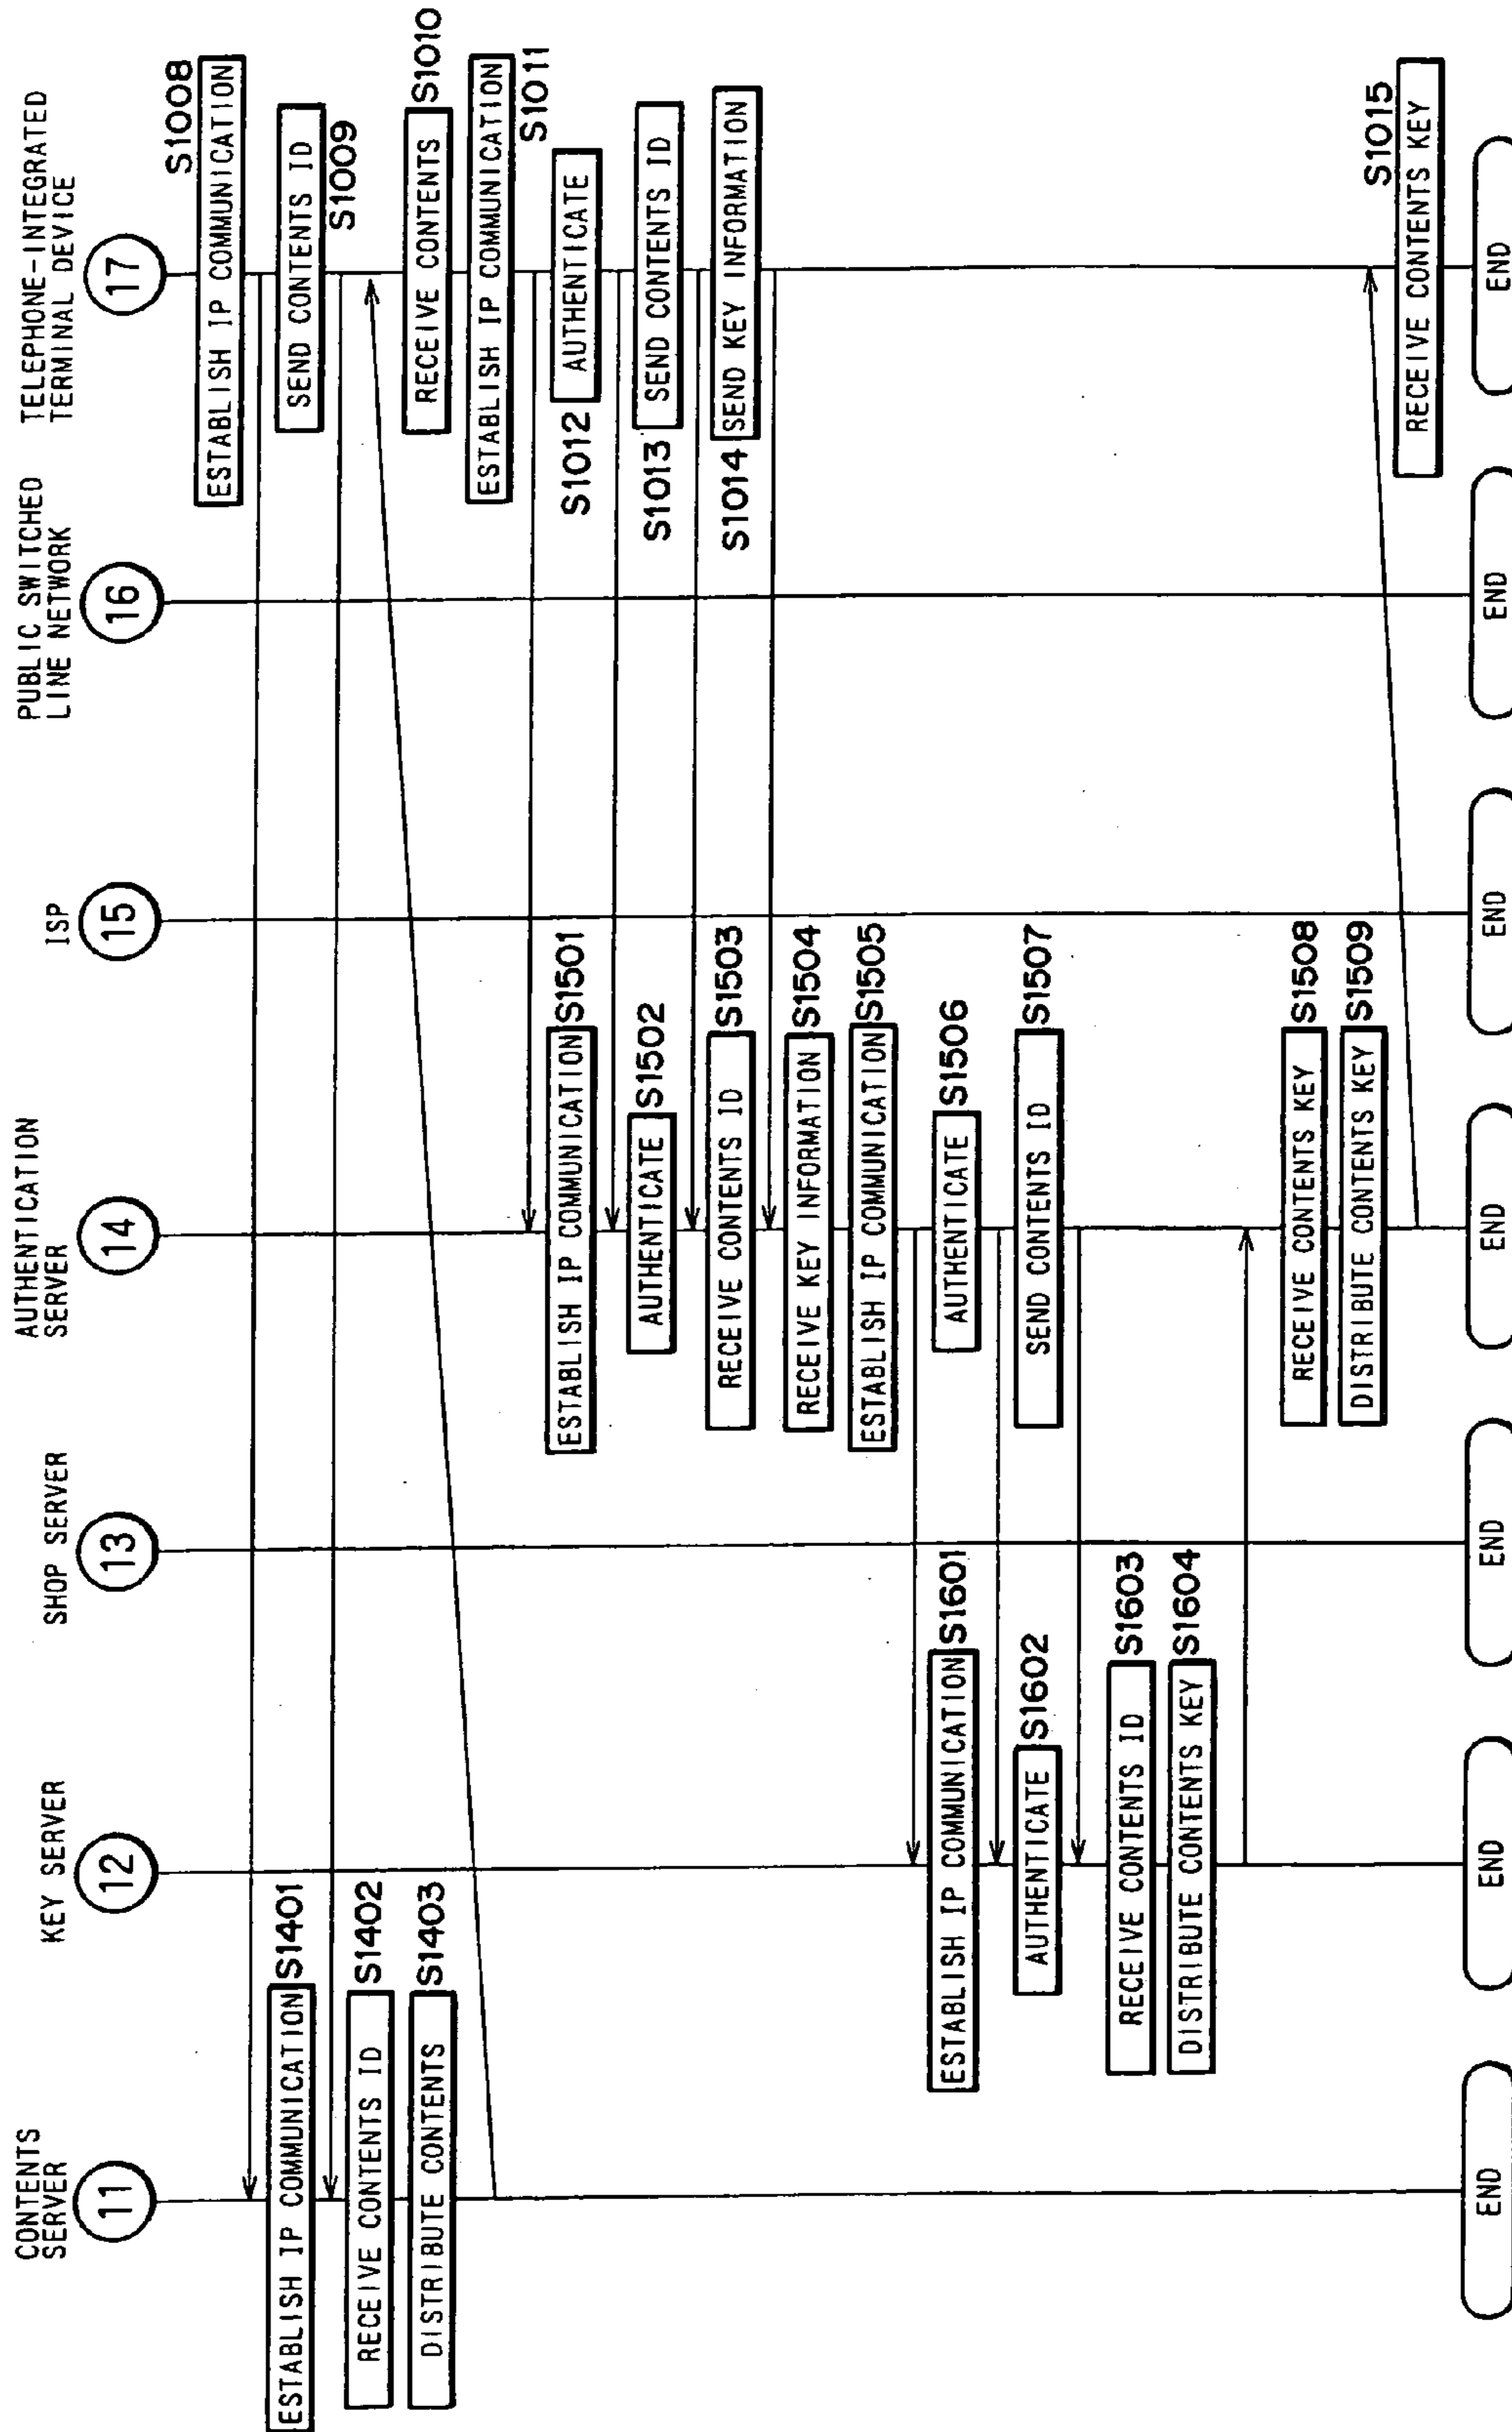 CONTENTS
SERVER
11
KEY SERVER
12
SHOP SERVER
13
AUTHENTICATION
SERVER
14
ISP
15
PUBLIC SWITCHED
LINE NETWORK
16
TELEPHONE-INTEGRATED
TERMINAL DEVICE
17
S1008
ESTABLISH IP COMMUNICATION
SEND CONTENTS ID
S1009
ESTABLISH IP COMMUNICATION S1401
RECEIVE CONTENTS ID S1402
DISTRIBUTE CONTENTS S1403
RECEIVE CONTENTS S1010
ESTABLISH IP COMMUNICATION
S1011
S1012 AUTHENTICATE
S1013 SEND CONTENTS ID
S1014 SEND KEY INFORMATION
ESTABLISH IP COMMUNICATION S1501
AUTHENTICATE S1502
RECEIVE CONTENTS ID S1503
RECEIVE KEY INFORMATION S1504
ESTABLISH IP COMMUNICATION S1505
AUTHENTICATE S1506
SEND CONTENTS ID S1507
ESTABLISH IP COMMUNICATION S1601
AUTHENTICATE S1602
RECEIVE CONTENTS ID S1603
DISTRIBUTE CONTENTS KEY S1604
RECEIVE CONTENTS KEY S1508
DISTRIBUTE CONTENTS KEY S1509
S1015
RECEIVE CONTENTS KEY
END
END
END
END
END
END
END